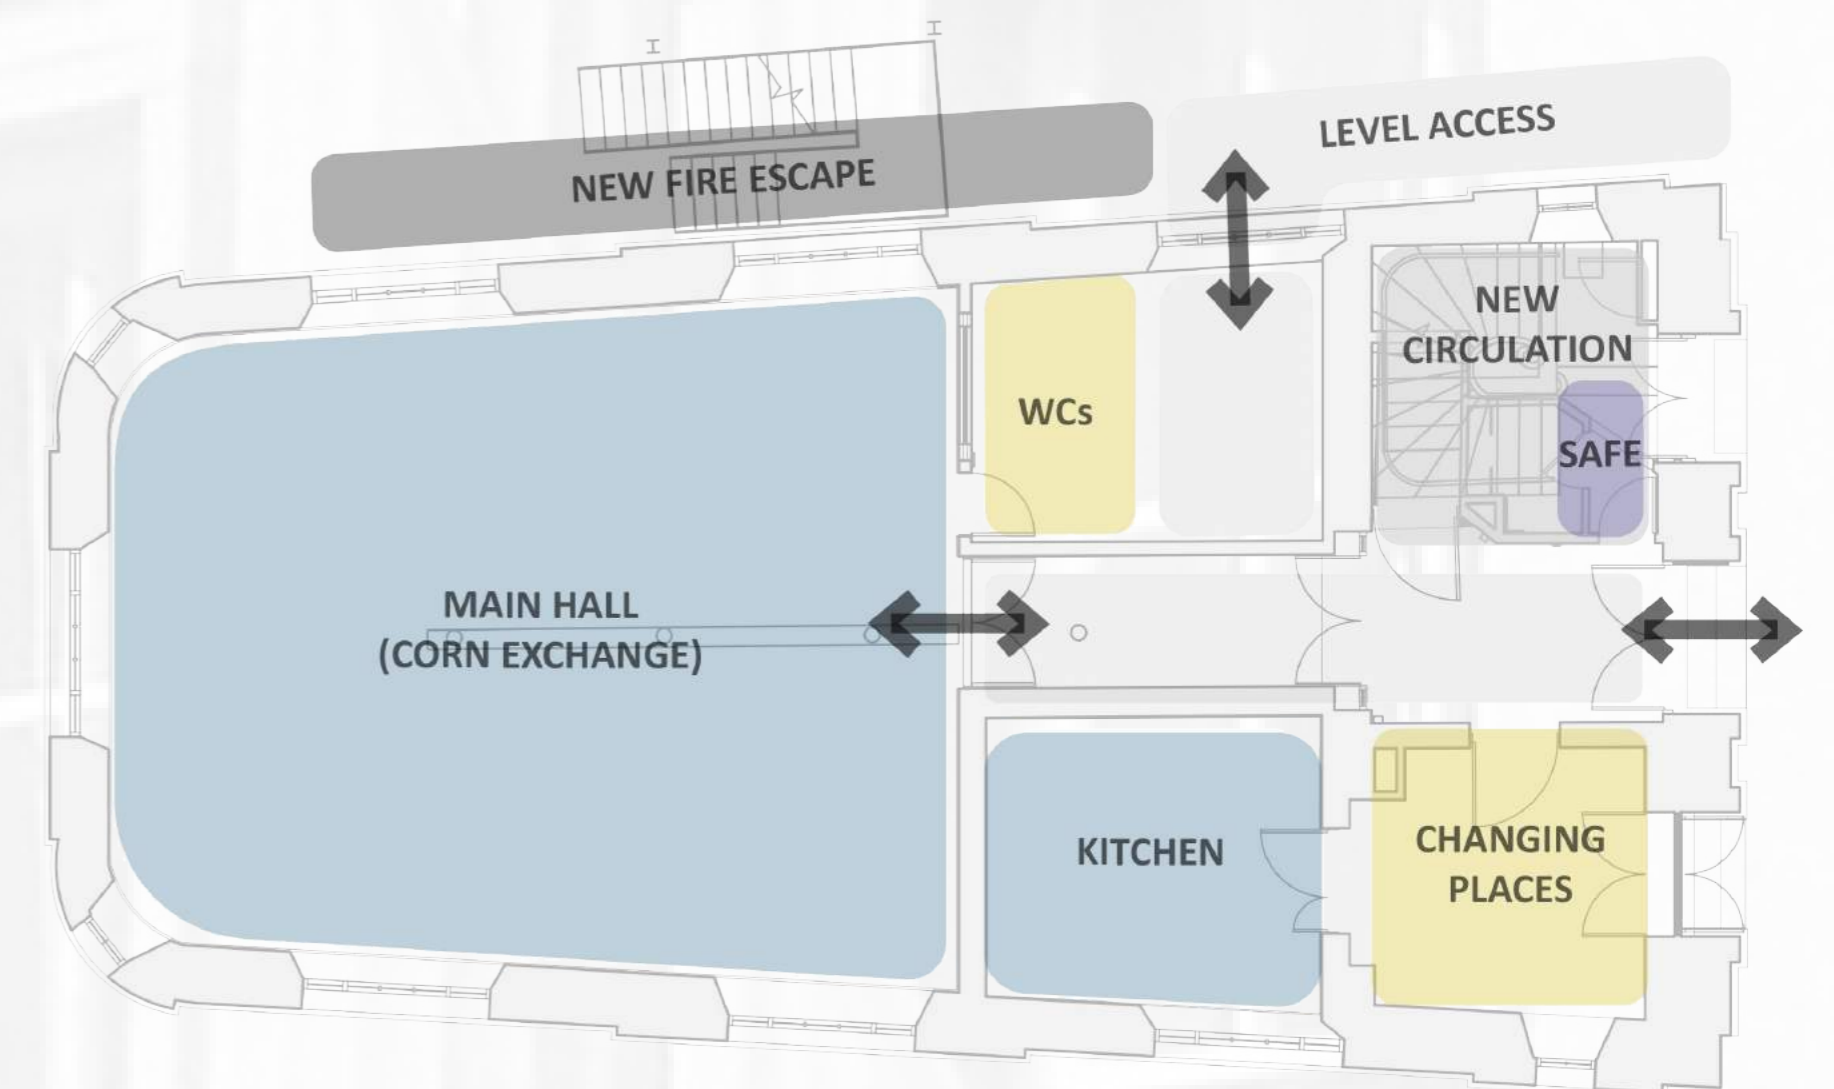 LEVEL ACCESS
NEW FIRE ESCAPE
NEW
CIRCULATION
WCs
SAFE
MAIN HALL
(CORN EXCHANGE)
KITCHEN
CHANGING
PLACES